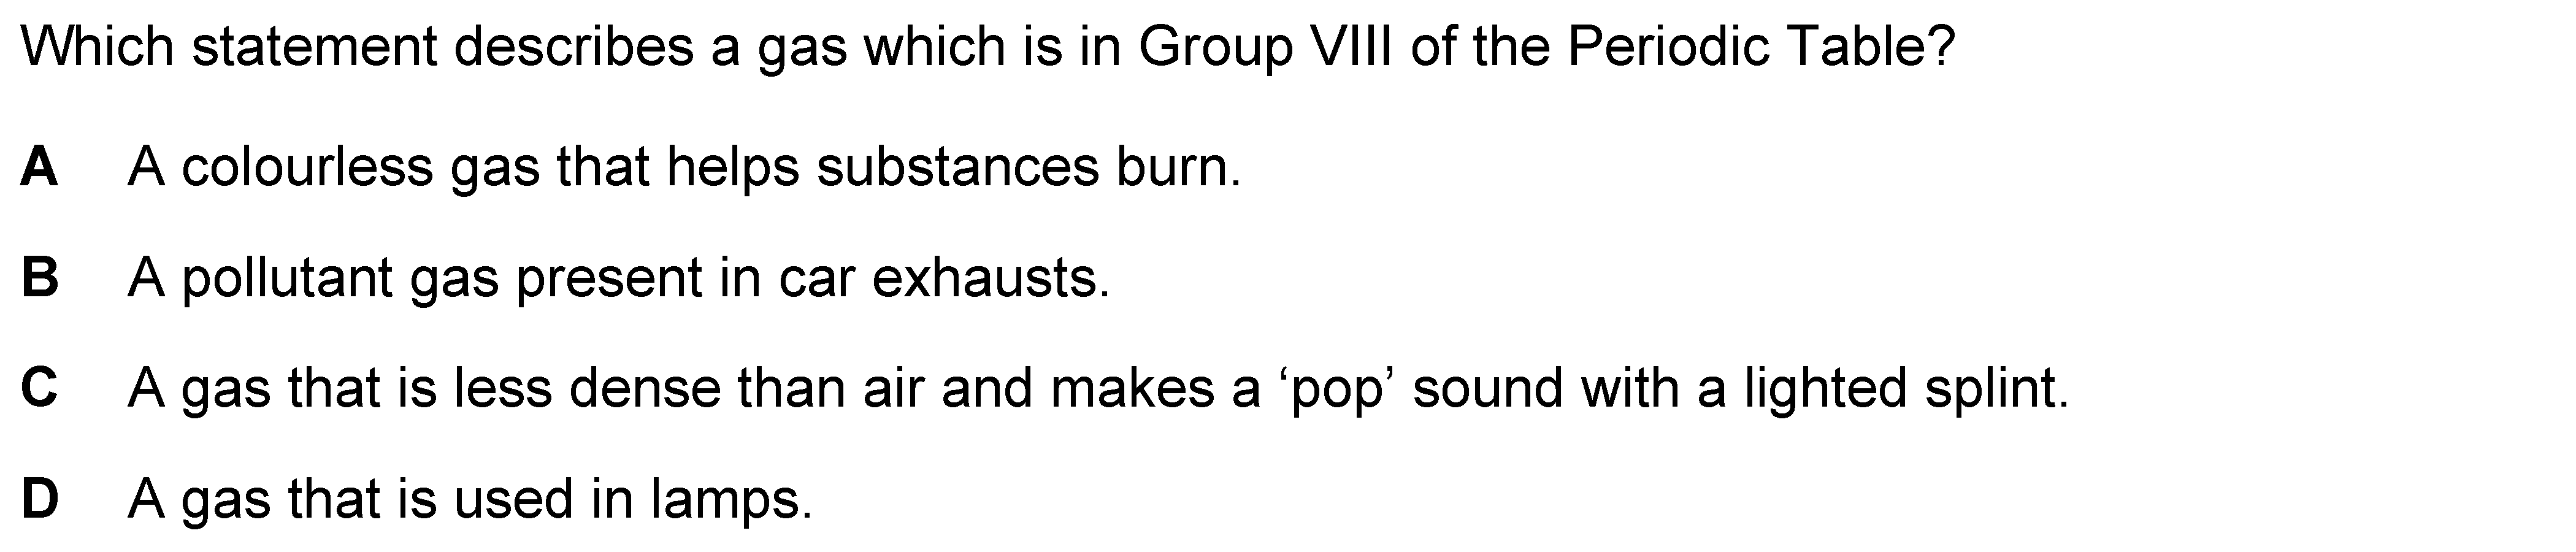 Which statement describes a gas which is in Group VIII of the Periodic Table?
A A colourless gas that helps substances burn.
B A pollutant gas present in car exhausts.
C A gas that is less dense than air and makes a ‘pop’ sound with a lighted splint.
D A gas that is used in lamps.